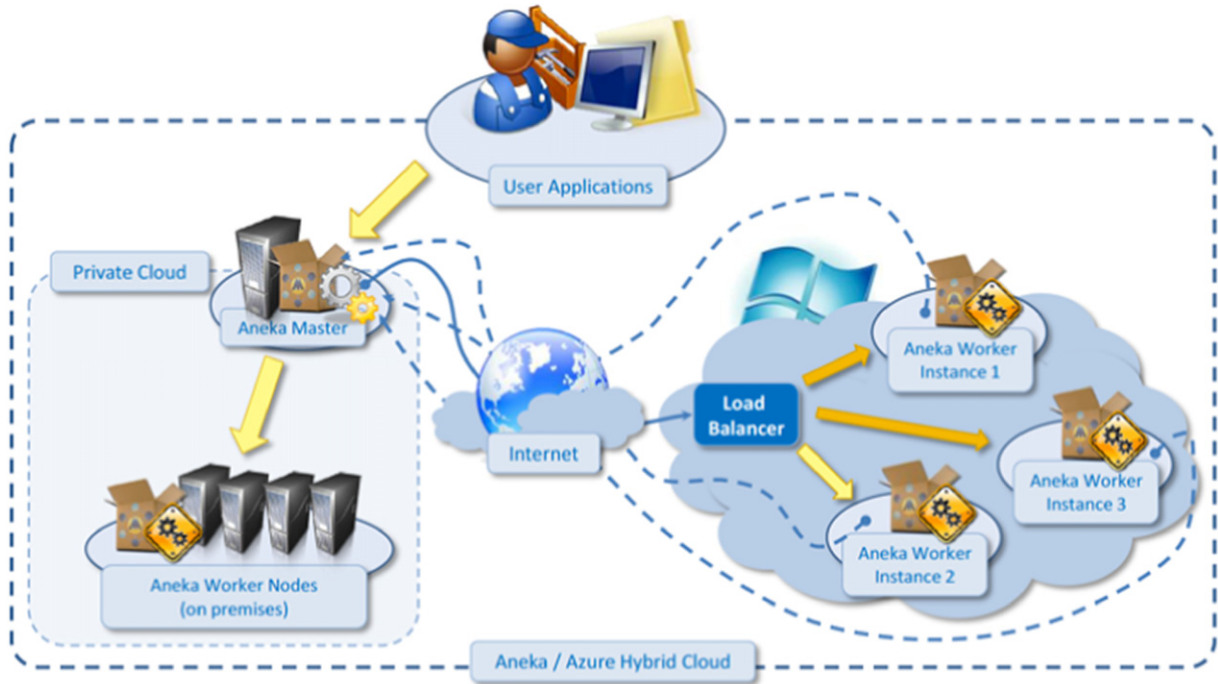 User Applications
Private Cloud
Aneka Master
Aneka Worker
Instance 1
Load
Balancer
Internet
Aneka Worker
Instance 3
Aneka Worker
Instance 2
Aneka Worker Nodes
(on premises)
Aneka / Azure Hybrid Cloud